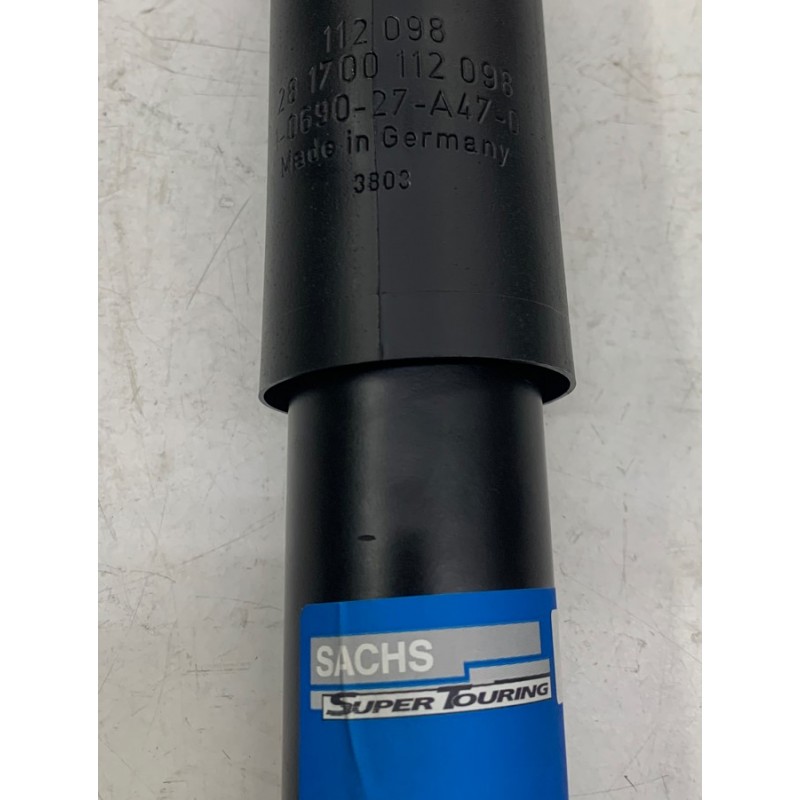 112 098
28 1700 112 098
-0690-27-A47-0
Made in Germany
3803
SACHS
SUPER TOURING